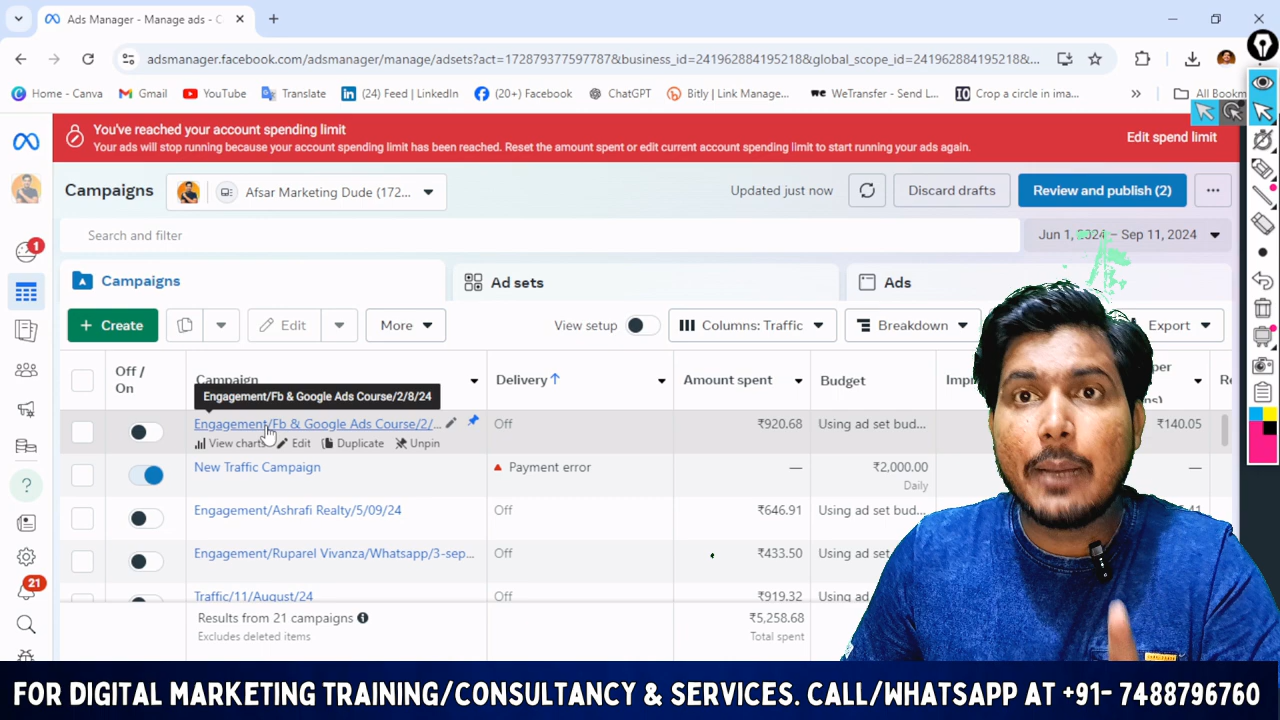 Ads Manager - Manage ads - C
adsmanager.facebook.com/adsmanager/manage/adsets?act=172879377597787&business_id=241962884195218&global_scope_id=241962884195218&...
Home - Canva
Gmail
YouTube
Translate
(24) Feed | LinkedIn
(20+) Facebook
ChatGPT
Bitly | Link Manage...
WeTransfer - Send L...
Crop a circle in ima...
All Bookm
You've reached your account spending limit
Your ads will stop running because your account spending limit has been reached. Reset the amount spent or edit current account spending limit to start running your ads again.
Edit spend limit
Campaigns
Afsar Marketing Dude (172...
Updated just now
Discard drafts
Review and publish (2)
Search and filter
Jun 1, 2024 – Sep 11, 2024
1
Campaigns
Ad sets
Ads
+ Create
Edit
More
View setup
Columns: Traffic
Breakdown
Export
Off / On
Campaign
Delivery ↑
Amount spent
Budget
Engagement/Fb & Google Ads Course/2/8/24
Engagement/Fb & Google Ads Course/2/...
Off
₹920.68
Using ad set bud...
₹140.05
View charts
Edit
Duplicate
Unpin
New Traffic Campaign
Payment error
—
₹2,000.00
Daily
—
Engagement/Ashrafi Realty/5/09/24
Off
₹646.91
Using ad set bud...
Engagement/Ruparel Vivanza/Whatsapp/3-sep...
Off
₹433.50
Using ad set
Traffic/11/August/24
Off
₹919.32
Using ad
21
Results from 21 campaigns
Excludes deleted items
₹5,258.68
Total spent
FOR DIGITAL MARKETING TRAINING/CONSULTANCY & SERVICES. CALL/WHATSAPP AT +91- 7488796760